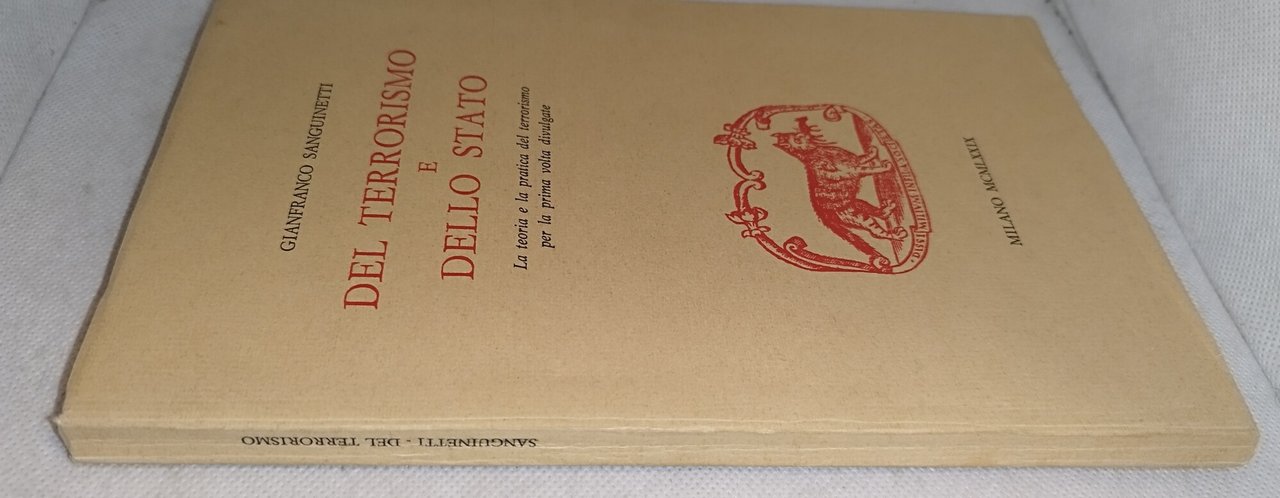 GIANFRANCO SANGUINETTI
DEL TERRORISMO
E
DELLO STATO
La teoria e la pratica del terrorismo
per la prima volta divulgate
MILANO MCMLXXIX
SANGUINETTI - DEL TERRORISMO